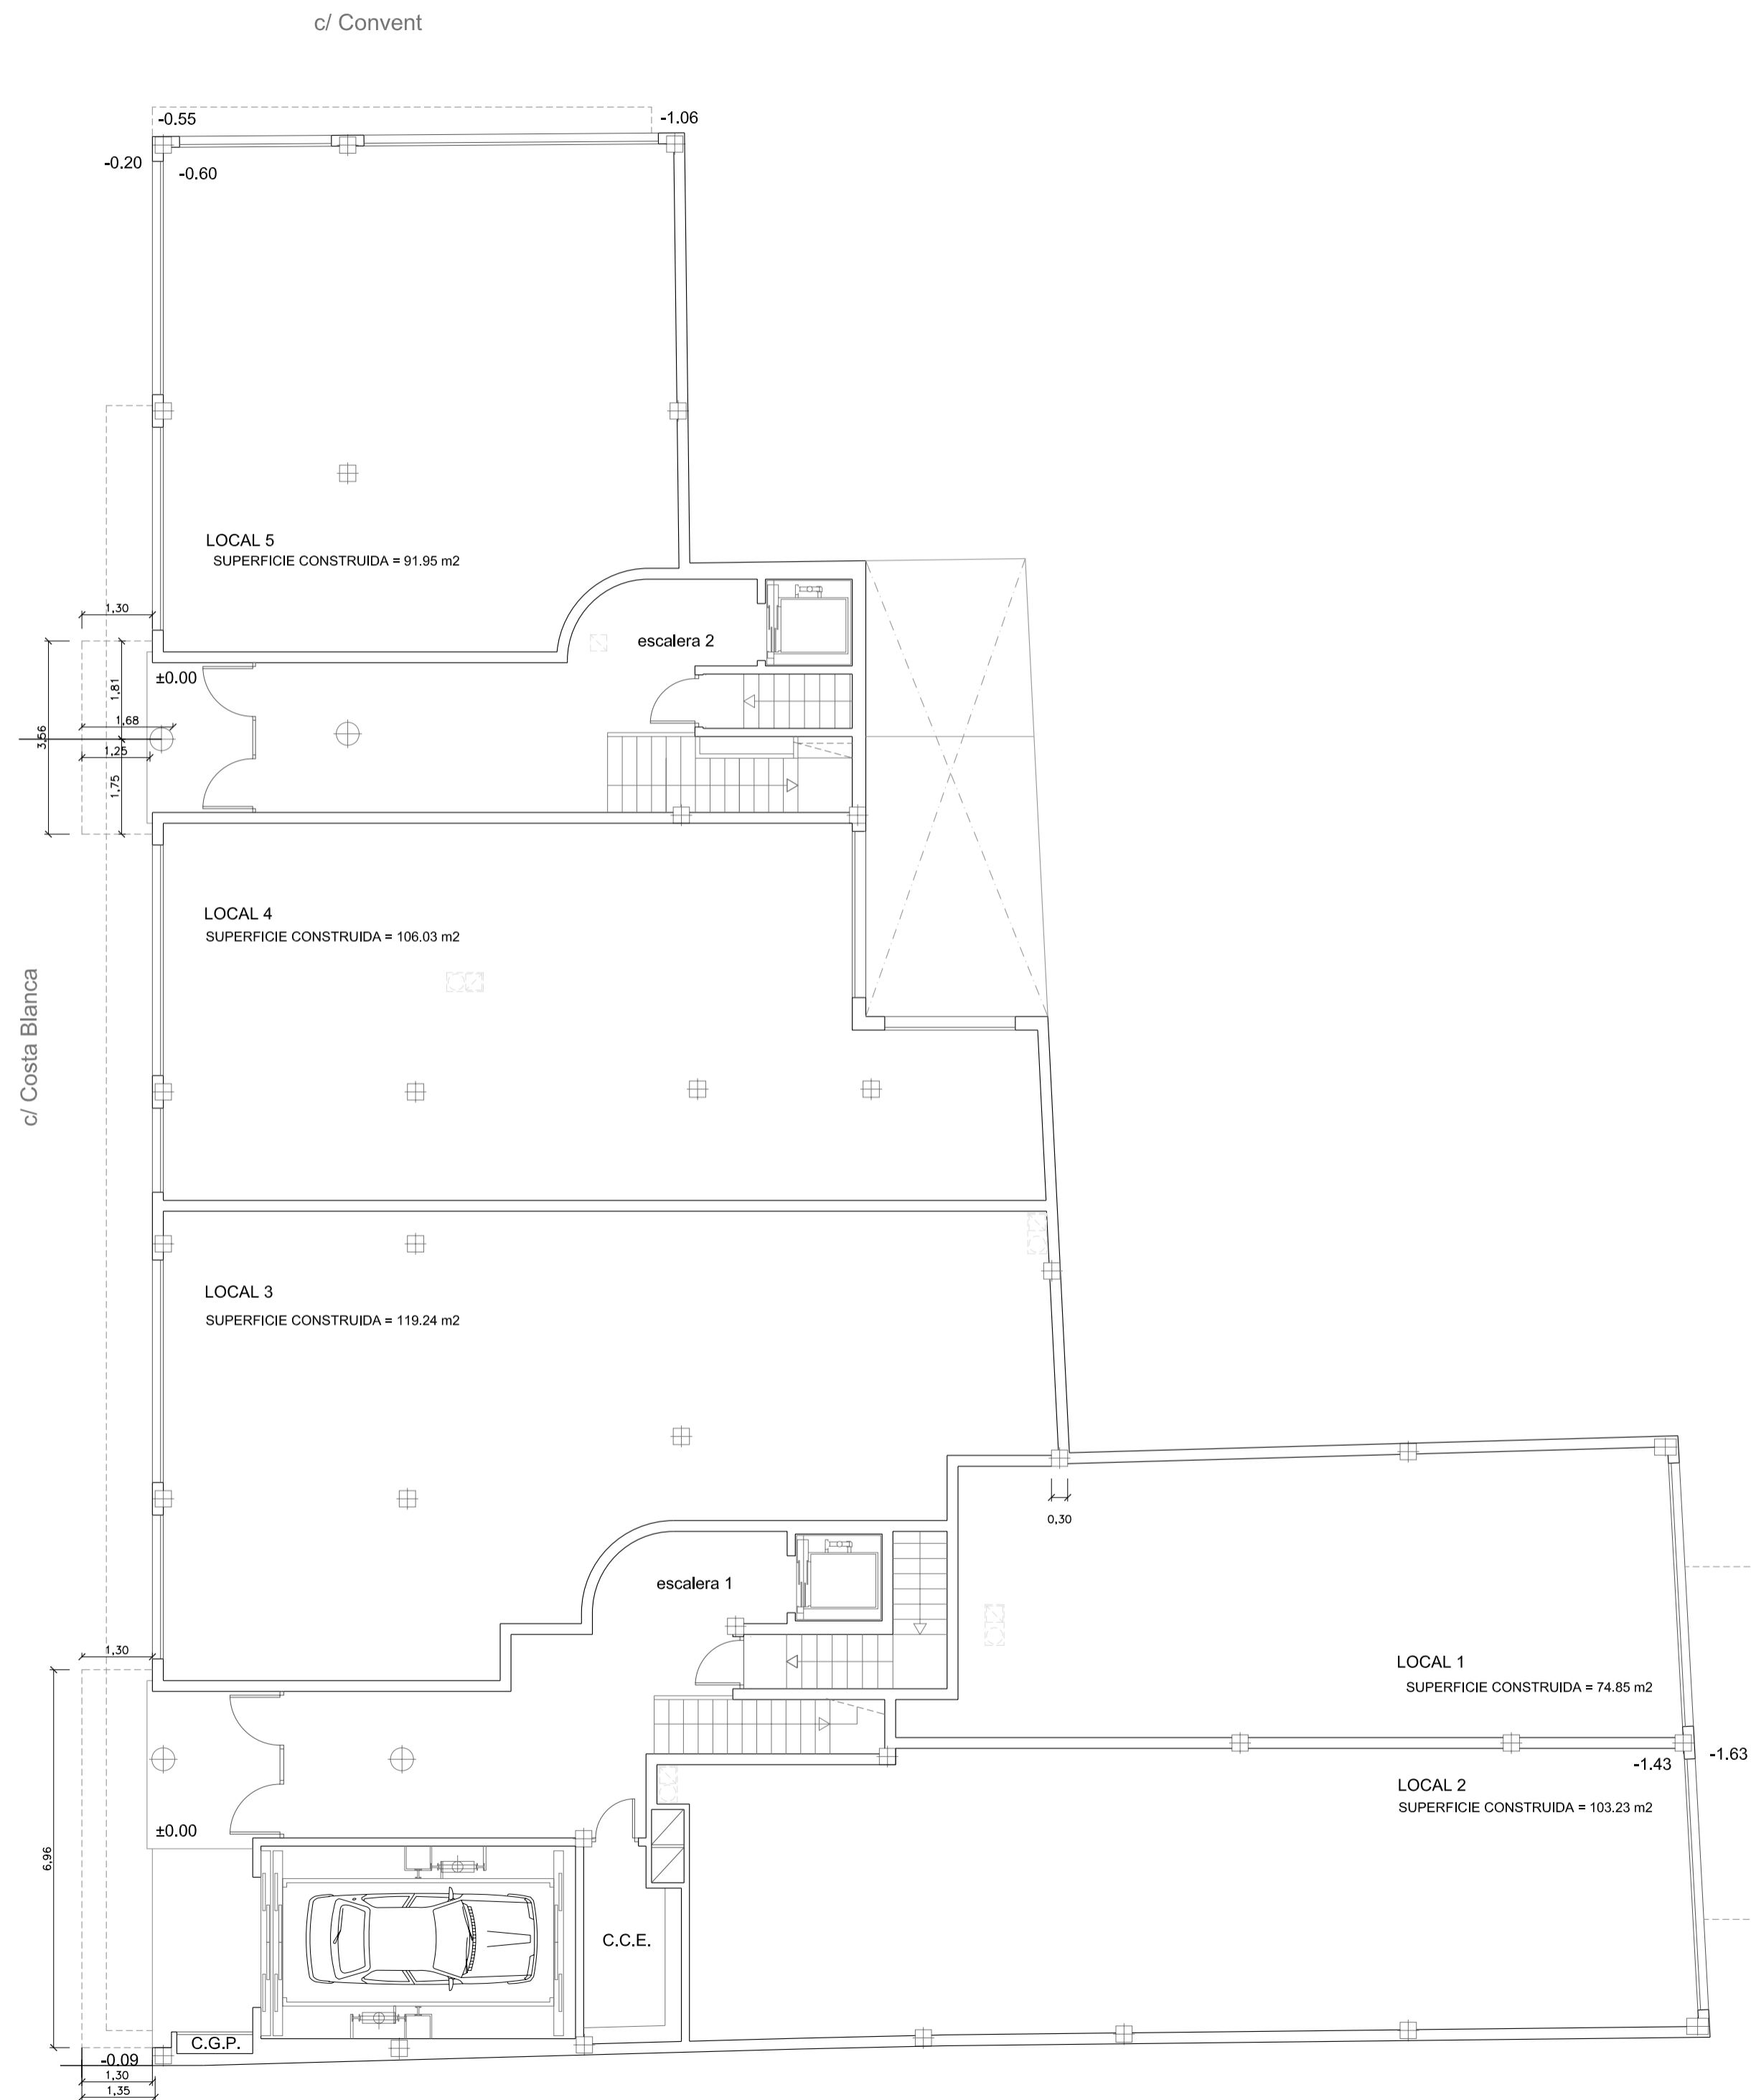 c/ Convent
-0.55
-1.06
-0.20
-0.60
LOCAL 5
SUPERFICIE CONSTRUIDA = 91.95 m2
1,30
escalera 2
±0.00
1.81
1,68
3,56
1,25
1.75
LOCAL 4
SUPERFICIE CONSTRUIDA = 106.03 m2
c/ Costa Blanca
LOCAL 3
SUPERFICIE CONSTRUIDA = 119.24 m2
0,30
escalera 1
1,30
LOCAL 1
SUPERFICIE CONSTRUIDA = 74.85 m2
-1.63
-1.43
LOCAL 2
SUPERFICIE CONSTRUIDA = 103.23 m2
±0.00
6,96
C.C.E.
C.G.P.
-0.09
1,30
1,35